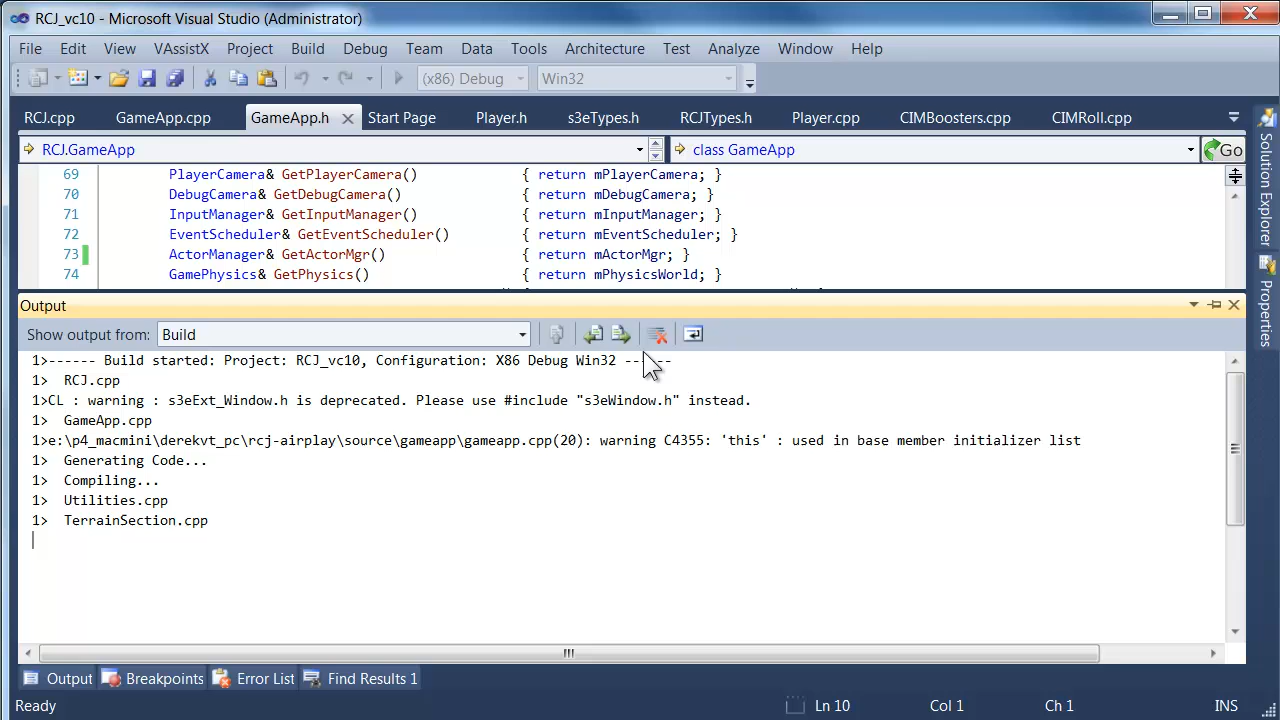 RCJ_vc10 - Microsoft Visual Studio (Administrator)
File Edit View VAssistX Project Build Debug Team Data Tools Architecture Test Analyze Window Help
(x86) Debug Win32
RCJ.cpp GameApp.cpp GameApp.h Start Page Player.h s3eTypes.h RCJTypes.h Player.cpp CIMBoosters.cpp CIMRoll.cpp
RCJ.GameApp class GameApp Go
69 PlayerCamera& GetPlayerCamera() { return mPlayerCamera; }
70 DebugCamera& GetDebugCamera() { return mDebugCamera; }
71 InputManager& GetInputManager() { return mInputManager; }
72 EventScheduler& GetEventScheduler() { return mEventScheduler; }
73 ActorManager& GetActorMgr() { return mActorMgr; }
74 GamePhysics& GetPhysics() { return mPhysicsWorld; }
Solution Explorer
Properties
Output
Show output from: Build
1>------ Build started: Project: RCJ_vc10, Configuration: X86 Debug Win32 ------
1> RCJ.cpp
1>CL : warning : s3eExt_Window.h is deprecated. Please use #include "s3eWindow.h" instead.
1> GameApp.cpp
1>e:\p4_macmini\derekvt_pc\rcj-airplay\source\gameapp\gameapp.cpp(20): warning C4355: 'this' : used in base member initializer list
1> Generating Code...
1> Compiling...
1> Utilities.cpp
1> TerrainSection.cpp
Output Breakpoints Error List Find Results 1
Ready Ln 10 Col 1 Ch 1 INS